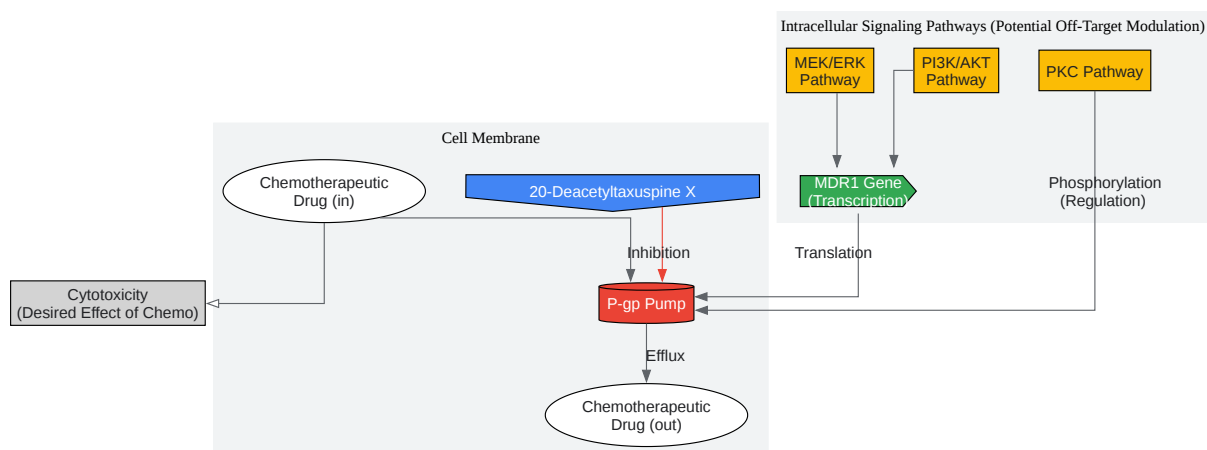 Intracellular Signaling Pathways (Potential Off-Target Modulation)
MEK/ERK
Pathway
PI3K/AKT
Pathway
PKC Pathway
Cell Membrane
Chemotherapeutic
Drug (in)
20-Deacetyltaxuspine X
MDR1 Gene
(Transcription)
Phosphorylation
(Regulation)
Inhibition
Translation
Cytotoxicity
(Desired Effect of Chemo)
P-gp Pump
Efflux
Chemotherapeutic
Drug (out)